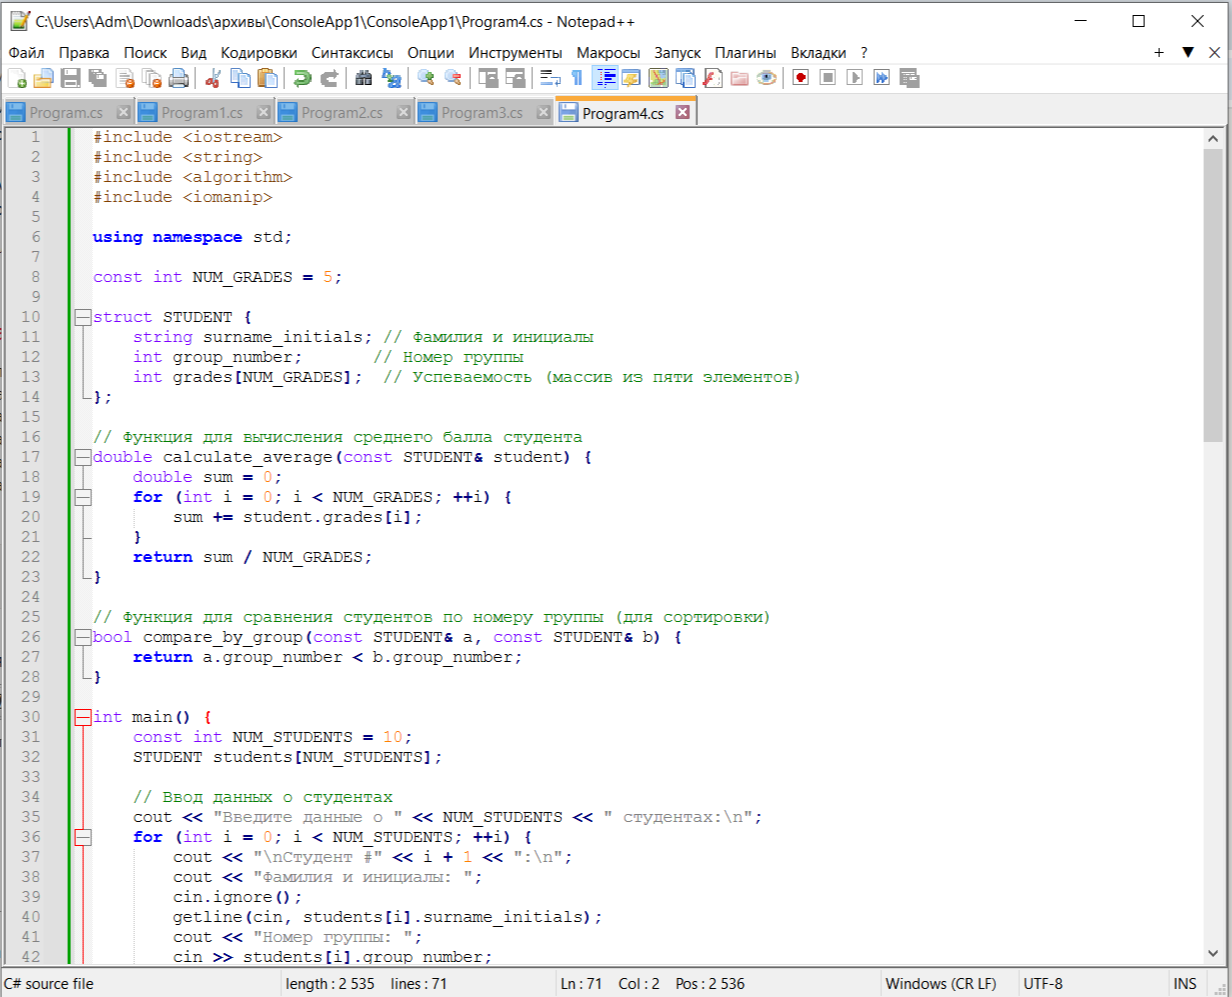 C:\Users\Adm\Downloads\архивы\ConsoleApp1\ConsoleApp1\Program4.cs - Notepad++
Файл Правка Поиск Вид Кодировки Синтаксисы Опции Инструменты Макросы Запуск Плагины Вкладки ?
Program.cs Program1.cs Program2.cs Program3.cs Program4.cs
1 #include <iostream>
2 #include <string>
3 #include <algorithm>
4 #include <iomanip>
5
6 using namespace std;
7
8 const int NUM_GRADES = 5;
9
10 struct STUDENT {
11 string surname_initials; // Фамилия и инициалы
12 int group_number; // Номер группы
13 int grades[NUM_GRADES]; // Успеваемость (массив из пяти элементов)
14 };
15
16 // Функция для вычисления среднего балла студента
17 double calculate_average(const STUDENT& student) {
18 double sum = 0;
19 for (int i = 0; i < NUM_GRADES; ++i) {
20 sum += student.grades[i];
21 }
22 return sum / NUM_GRADES;
23 }
24
25 // Функция для сравнения студентов по номеру группы (для сортировки)
26 bool compare_by_group(const STUDENT& a, const STUDENT& b) {
27 return a.group_number < b.group_number;
28 }
29
30 int main() {
31 const int NUM_STUDENTS = 10;
32 STUDENT students[NUM_STUDENTS];
33
34 // Ввод данных о студентах
35 cout << "Введите данные о " << NUM_STUDENTS << " студентах:\n";
36 for (int i = 0; i < NUM_STUDENTS; ++i) {
37 cout << "\nСтудент #" << i + 1 << ":\n";
38 cout << "Фамилия и инициалы: ";
39 cin.ignore();
40 getline(cin, students[i].surname_initials);
41 cout << "Номер группы: ";
42 cin >> students[i].group_number;
C# source file length : 2 535 lines : 71 Ln : 71 Col : 2 Pos : 2 536 Windows (CR LF) UTF-8 INS